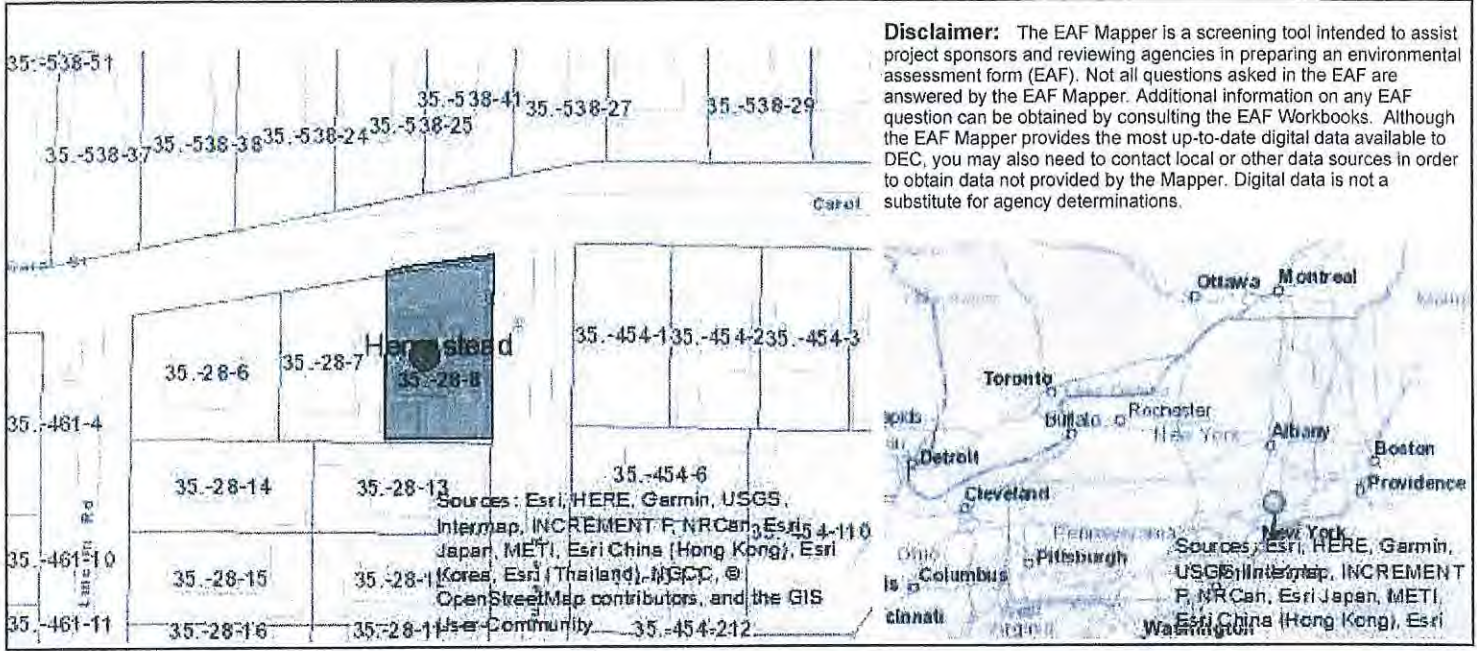 Disclaimer: The EAF Mapper is a screening tool intended to assist
project sponsors and reviewing agencies in preparing an environmental
assessment form (EAF). Not all questions asked in the EAF are
answered by the EAF Mapper. Additional information on any EAF
question can be obtained by consulting the EAF Workbooks. Although
the EAF Mapper provides the most up-to-date digital data available to
DEC, you may also need to contact local or other data sources in order
to obtain data not provided by the Mapper. Digital data is not a
substitute for agency determinations.
35.-538-51
35.-538-37
35.-538-38
35.-538-24
35.-538-25
35.-538-41
35.-538-27
35.-538-29
Carol
St
Hempstead
35.-28-6
35.-28-7
35.-28-8
35.-454-1
35.-454-2
35.-454-3
35.-461-4
35.-28-14
35.-28-13
35.-454-6
Rd
35.-461-10
35.-28-15
35.-461-11
35.-28-16
35.-454-212
Sources: Esri, HERE, Garmin, USGS,
Intermap, INCREMENT P, NRCan, Esri
Japan, METI, Esri China (Hong Kong), Esri
Korea, Esri (Thailand), NGCC, ©
OpenStreetMap contributors, and the GIS
User Community
Ottawa
Montreal
Toronto
Buffalo
Rochester
New York
Albany
Boston
Detroit
Providence
Cleveland
New York
Pennsylvania
Ohio
Pittsburgh
Columbus
cinnati
Washington
Sources: Esri, HERE, Garmin,
USGS, Intermap, INCREMENT
P, NRCan, Esri Japan, METI,
Esri China (Hong Kong), Esri